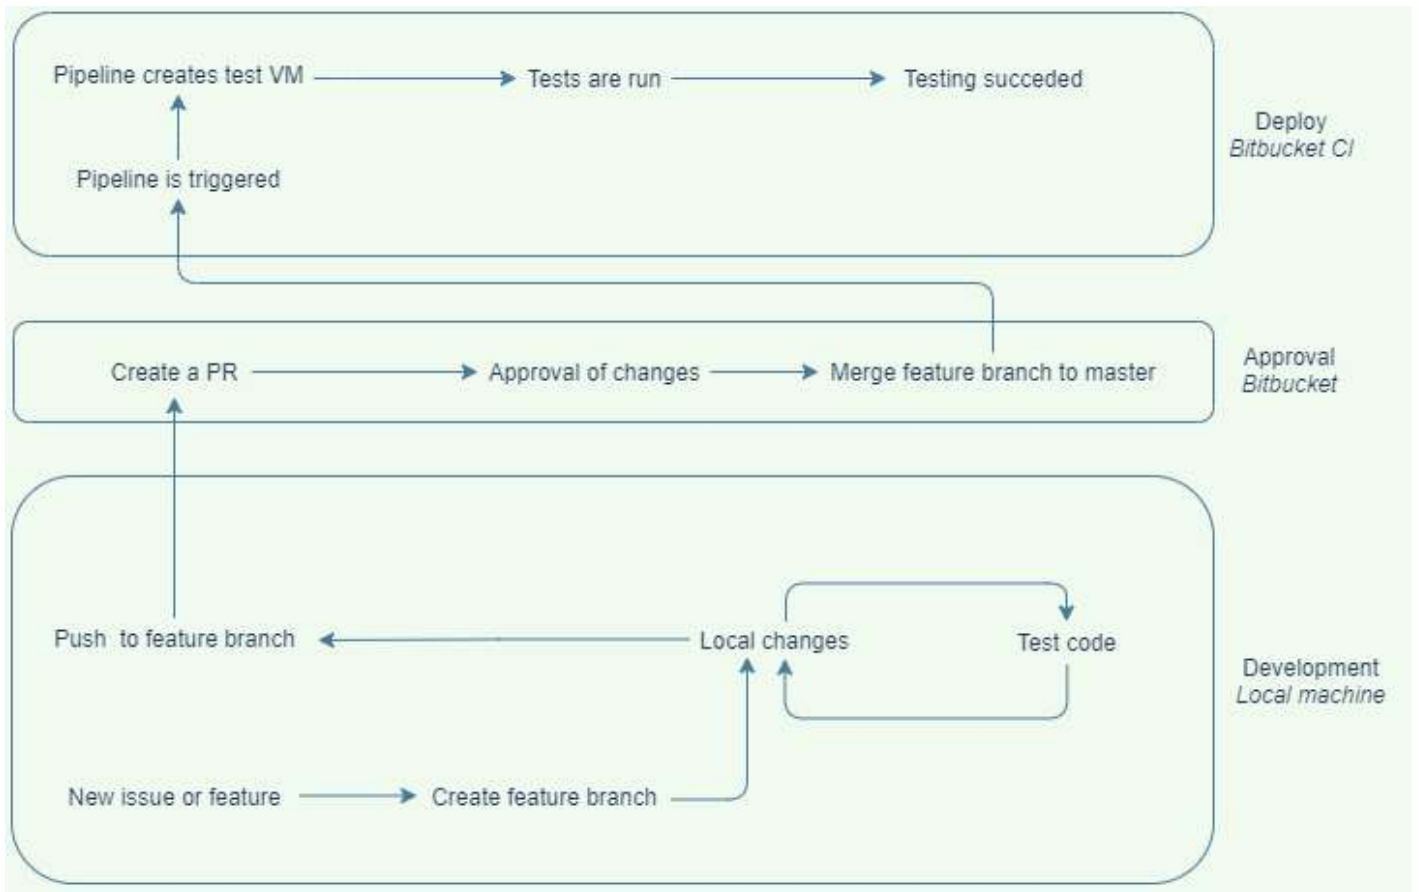 Pipeline creates test VM
Tests are run
Testing succeded
Deploy
Bitbucket CI
Pipeline is triggered
Create a PR
Approval of changes
Merge feature branch to master
Approval
Bitbucket
Push to feature branch
Local changes
Test code
Development
Local machine
New issue or feature
Create feature branch